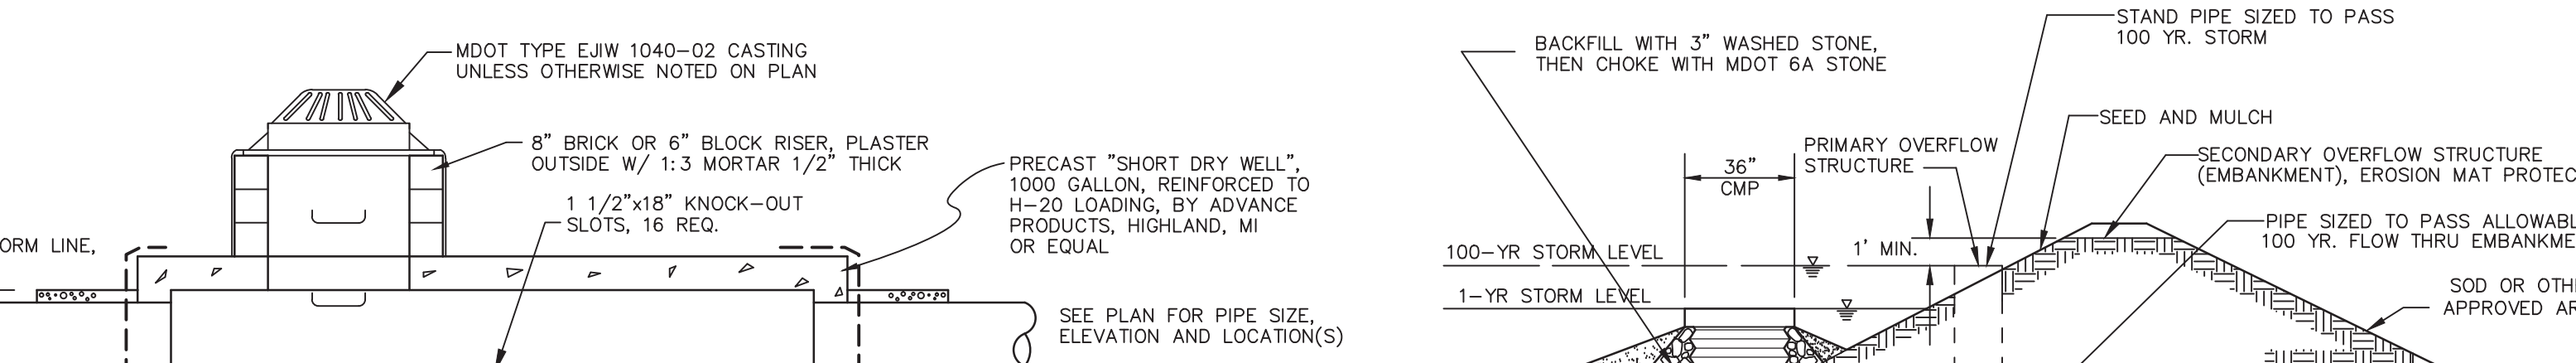 MDOT TYPE EJIW 1040-02 CASTING
UNLESS OTHERWISE NOTED ON PLAN
8" BRICK OR 6" BLOCK RISER, PLASTER
OUTSIDE W/ 1:3 MORTAR 1/2" THICK
1 1/2"x18" KNOCK-OUT
SLOTS, 16 REQ.
ORM LINE,
PRECAST "SHORT DRY WELL",
1000 GALLON, REINFORCED TO
H-20 LOADING, BY ADVANCE
PRODUCTS, HIGHLAND, MI
OR EQUAL
SEE PLAN FOR PIPE SIZE,
ELEVATION AND LOCATION(S)
BACKFILL WITH 3" WASHED STONE,
THEN CHOKE WITH MDOT 6A STONE
STAND PIPE SIZED TO PASS
100 YR. STORM
SEED AND MULCH
PRIMARY OVERFLOW
STRUCTURE
SECONDARY OVERFLOW STRUCTURE
(EMBANKMENT), EROSION MAT PROTEC
36"
CMP
PIPE SIZED TO PASS ALLOWABL
100 YR. FLOW THRU EMBANKME
1' MIN.
100-YR STORM LEVEL
1-YR STORM LEVEL
SOD OR OTH
APPROVED AR